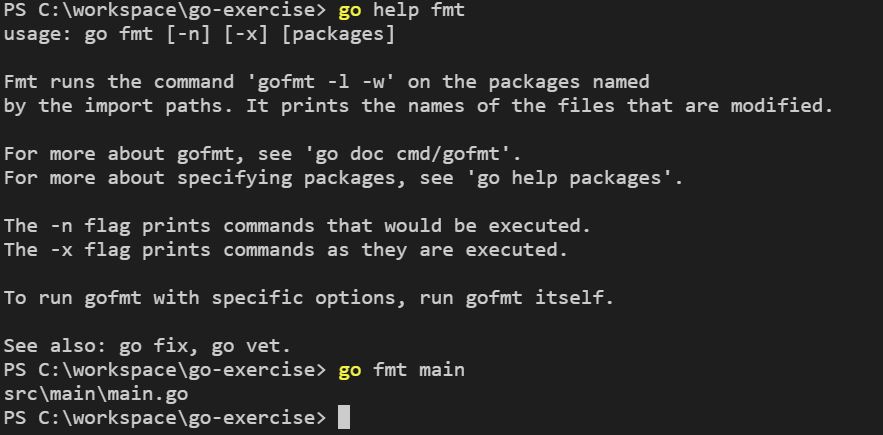 PS C:\workspace\go-exercise> go help fmt
usage: go fmt [-n] [-x] [packages]
Fmt runs the command 'gofmt -l -w' on the packages named
by the import paths. It prints the names of the files that are modified.
For more about gofmt, see 'go doc cmd/gofmt'.
For more about specifying packages, see 'go help packages'.
The -n flag prints commands that would be executed.
The -x flag prints commands as they are executed.
To run gofmt with specific options, run gofmt itself.
See also: go fix, go vet.
PS C:\workspace\go-exercise> go fmt main
src\main\main.go
PS C:\workspace\go-exercise>